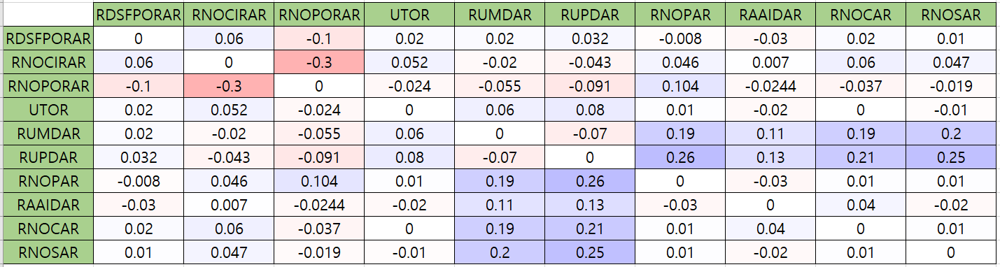 RDSFPORAR RNOCIRAR RNOPORAR UTOR RUMDAR RUPDAR RNOPAR RAAIDAR RNOCAR RNOSAR
RDSFPORAR 0 0.06 -0.1 0.02 0.02 0.032 -0.008 -0.03 0.02 0.01
RNOCIRAR 0.06 0 -0.3 0.052 -0.02 -0.043 0.046 0.007 0.06 0.047
RNOPORAR -0.1 -0.3 0 -0.024 -0.055 -0.091 0.104 -0.0244 -0.037 -0.019
UTOR 0.02 0.052 -0.024 0 0.06 0.08 0.01 -0.02 0 -0.01
RUMDAR 0.02 -0.02 -0.055 0.06 0 -0.07 0.19 0.11 0.19 0.2
RUPDAR 0.032 -0.043 -0.091 0.08 -0.07 0 0.26 0.13 0.21 0.25
RNOPAR -0.008 0.046 0.104 0.01 0.19 0.26 0 -0.03 0.01 0.01
RAAIDAR -0.03 0.007 -0.0244 -0.02 0.11 0.13 -0.03 0 0.04 -0.02
RNOCAR 0.02 0.06 -0.037 0 0.19 0.21 0.01 0.04 0 0.01
RNOSAR 0.01 0.047 -0.019 -0.01 0.2 0.25 0.01 -0.02 0.01 0